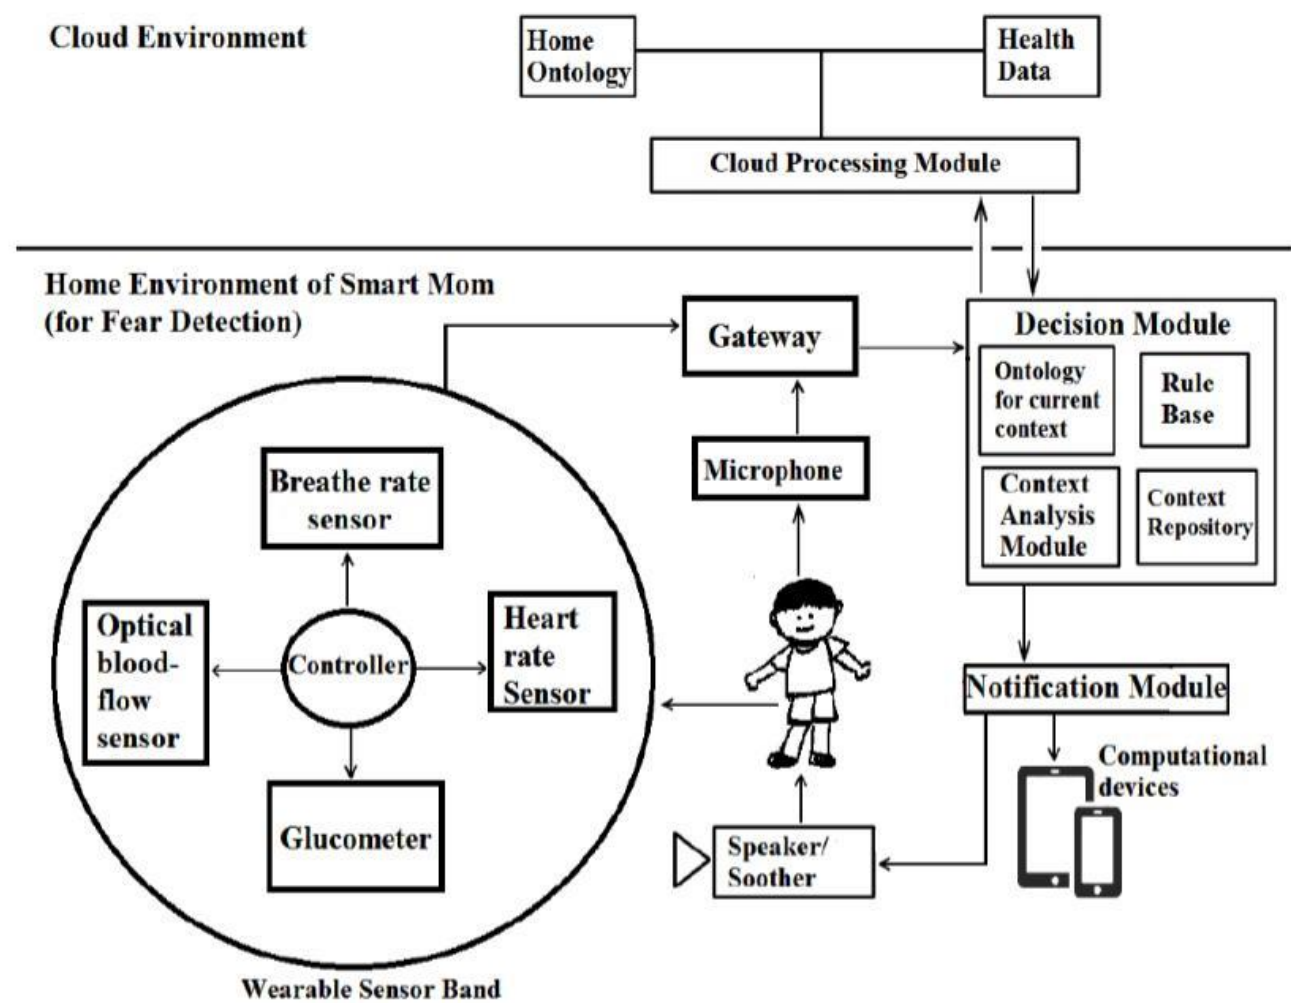 Cloud Environment
Home
Ontology
Health
Data
Cloud Processing Module
Home Environment of Smart Mom
(for Fear Detection)
Gateway
Decision Module
Ontology
for current
context
Rule
Base
Microphone
Context
Analysis
Module
Context
Repository
Breathe rate
sensor
Optical
blood-
flow
sensor
Controller
Heart
rate
Sensor
Glucometer
Notification Module
Computational
devices
Speaker/
Soother
Wearable Sensor Band